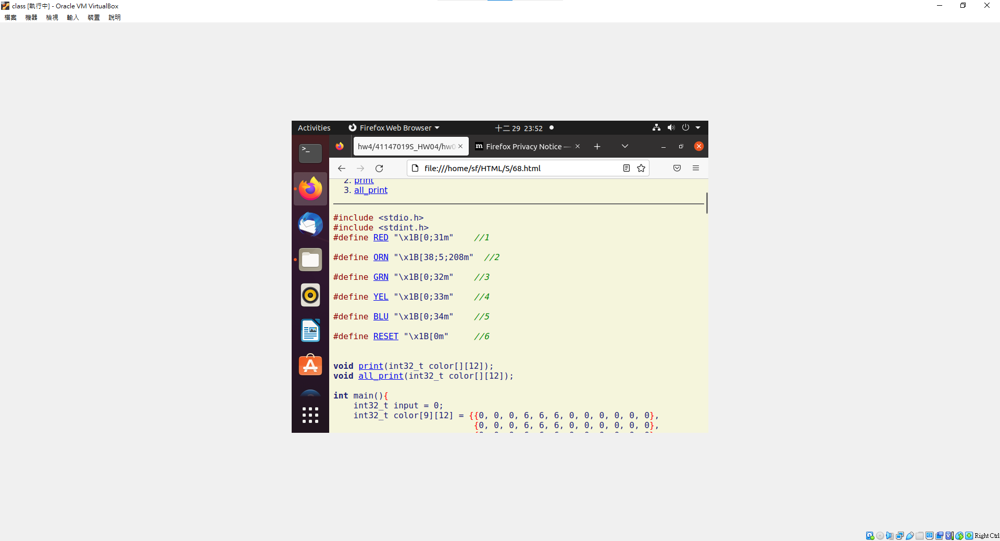 class [執行中] - Oracle VM VirtualBox
檔案 機器 檢視 輸入 裝置 說明
Activities Firefox Web Browser 十二 29 23:52
hw4/41147019S_HW04/hw0 Firefox Privacy Notice —
file:///home/sf/HTML/S/68.html
2. print
3. all_print
#include <stdio.h>
#include <stdint.h>
#define RED "\x1B[0;31m" //1
#define ORN "\x1B[38;5;208m" //2
#define GRN "\x1B[0;32m" //3
#define YEL "\x1B[0;33m" //4
#define BLU "\x1B[0;34m" //5
#define RESET "\x1B[0m" //6
void print(int32_t color[][12]);
void all_print(int32_t color[][12]);
int main(){
int32_t input = 0;
int32_t color[9][12] = {{0, 0, 0, 6, 6, 6, 0, 0, 0, 0, 0, 0},
{0, 0, 0, 6, 6, 6, 0, 0, 0, 0, 0, 0},
Right Ctrl